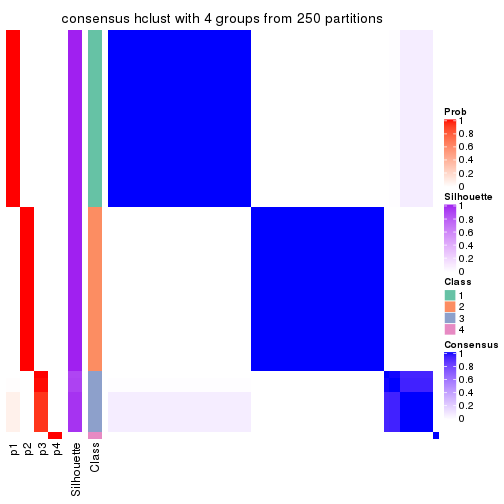 consensus hclust with 4 groups from 250 partitions
Prob
1
0.8
0.6
0.4
0.2
0
Silhouette
1
0.8
0.6
0.4
0.2
0
Class
1
2
3
4
Consensus
1
0.8
0.6
0.4
0.2
0
p1
p2
p3
p4
Silhouette
Class